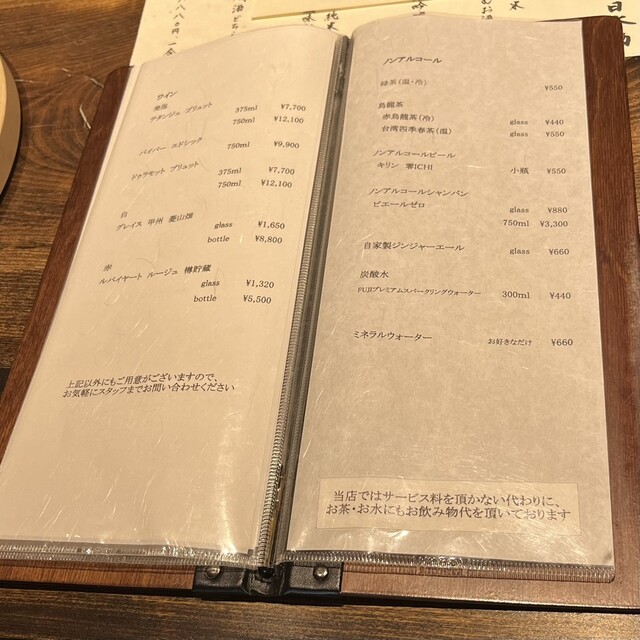 ワイン
発泡
ヲタンジュ ブリュット 375ml ¥7,700
750ml ¥12,100
パイパー エドシック 750ml ¥9,900
ドゥラモット ブリュット 375ml ¥7,700
750ml ¥12,100
白
グレイス 甲州 菱山畑 glass ¥1,650
bottle ¥8,800
赤
ルバイヤート ルージュ 樽貯蔵
glass ¥1,320
bottle ¥5,500
上記以外にもご用意がございますので、
お気軽にスタッフまでお問い合わせください
ノンアルコール
緑茶(温・冷) ¥550
烏龍茶
赤烏龍茶(冷) glass ¥440
台湾四季春茶(温) glass ¥550
ノンアルコールビール
キリン 零ICHI 小瓶 ¥550
ノンアルコールシャンパン
ピエールゼロ glass ¥880
750ml ¥3,300
自家製ジンジャーエール glass ¥660
炭酸水
FUJIプレミアムスパークリングウォーター 300ml ¥440
ミネラルウォーター お好きなだけ ¥660
当店ではサービス料を頂かない代わりに、
お茶・お水にもお飲み物代を頂いております